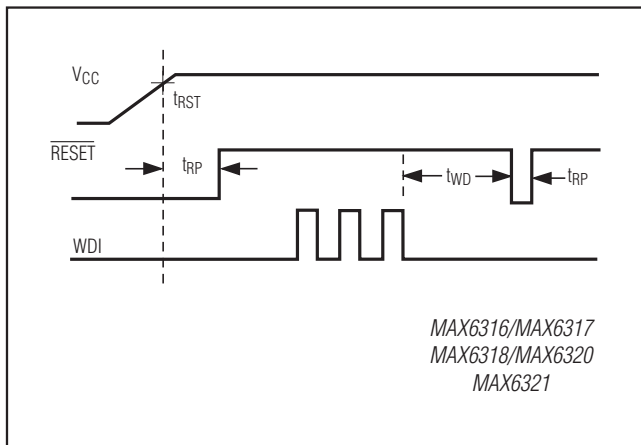 VCC
tRST
RESET
tRP
tWD
tRP
WDI
MAX6316/MAX6317
MAX6318/MAX6320
MAX6321